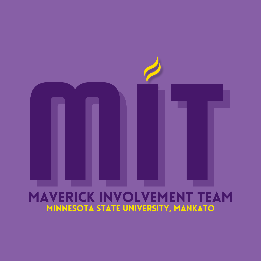 MIT
MAVERICK INVOLVEMENT TEAM
MINNESOTA STATE UNIVERSITY, MANKATO